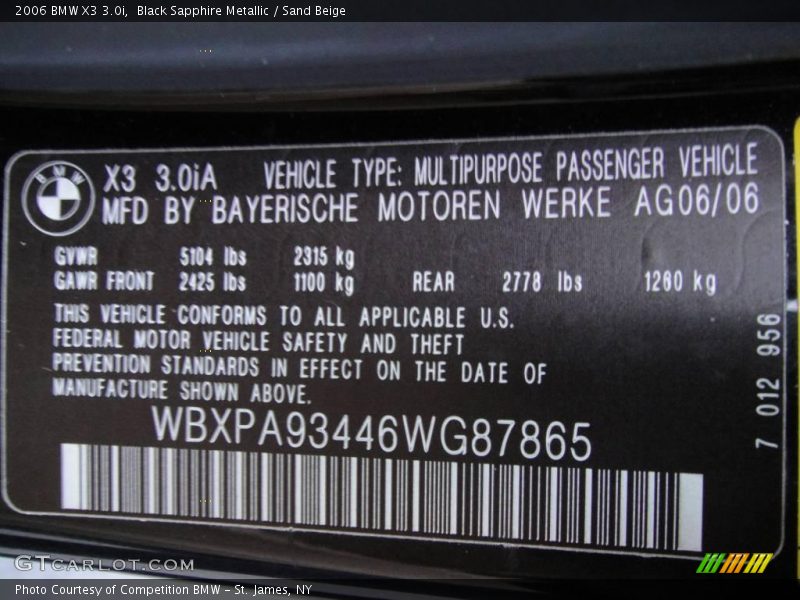 2006 BMW X3 3.0i,  Black Sapphire Metallic / Sand Beige
BMW
X3 3.0iA VEHICLE TYPE: MULTIPURPOSE PASSENGER VEHICLE
MFD BY BAYERISCHE MOTOREN WERKE AG06/06
GVWR 5104 lbs 2315 kg
GAWR FRONT 2425 lbs 1100 kg REAR 2778 lbs 1260 kg
THIS VEHICLE CONFORMS TO ALL APPLICABLE U.S.
FEDERAL MOTOR VEHICLE SAFETY AND THEFT
PREVENTION STANDARDS IN EFFECT ON THE DATE OF
MANUFACTURE SHOWN ABOVE.
WBXPA93446WG87865
7 012 956
GTCARLOT.COM
Photo Courtesy of Competition BMW – St. James, NY